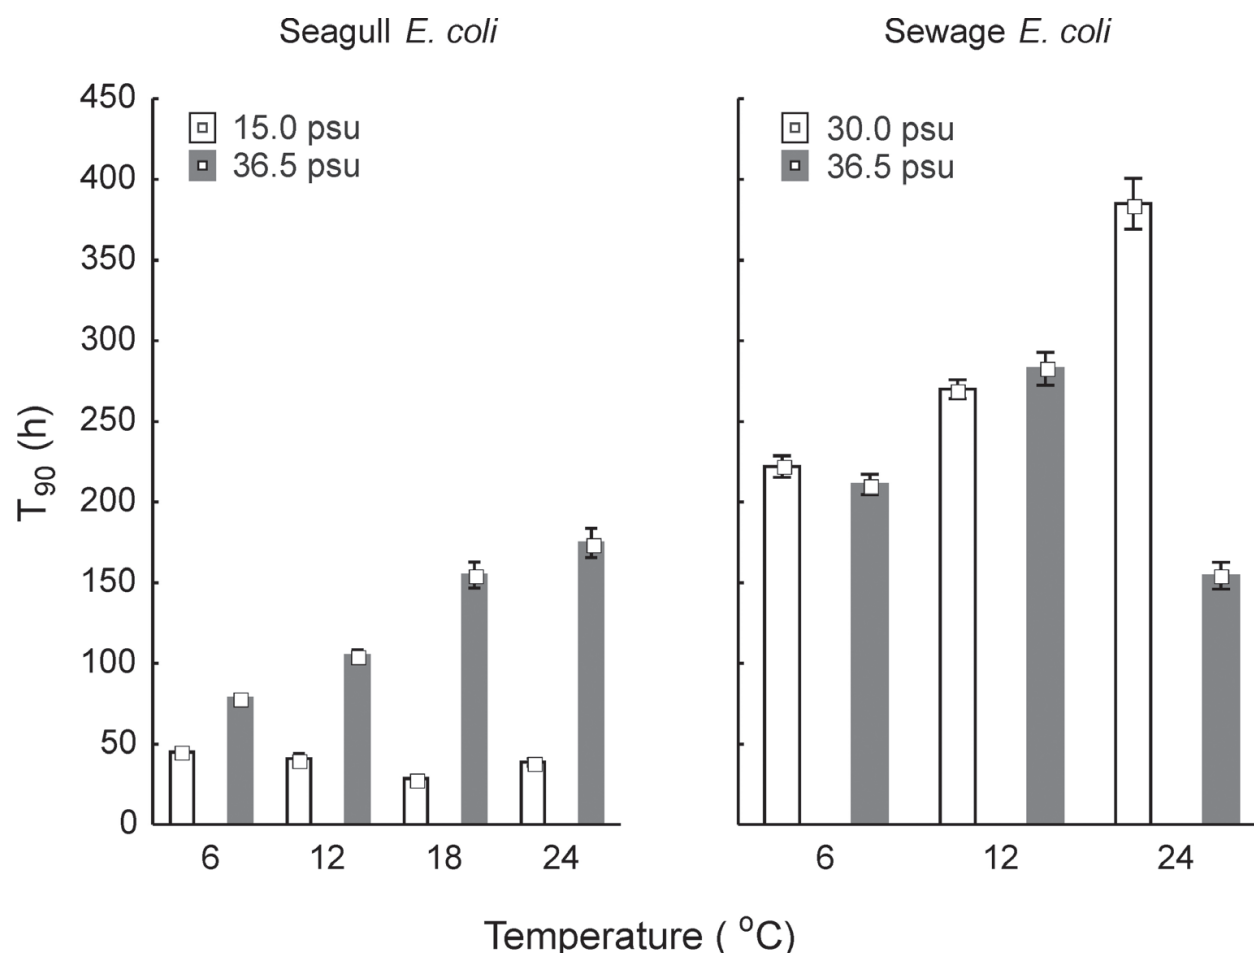 Seagull E. coli
Sewage E. coli
450
400
350
300
250
200
150
100
50
0
T90 (h)
15.0 psu
36.5 psu
30.0 psu
36.5 psu
6 12 18 24
6 12 24
Temperature ( oC)